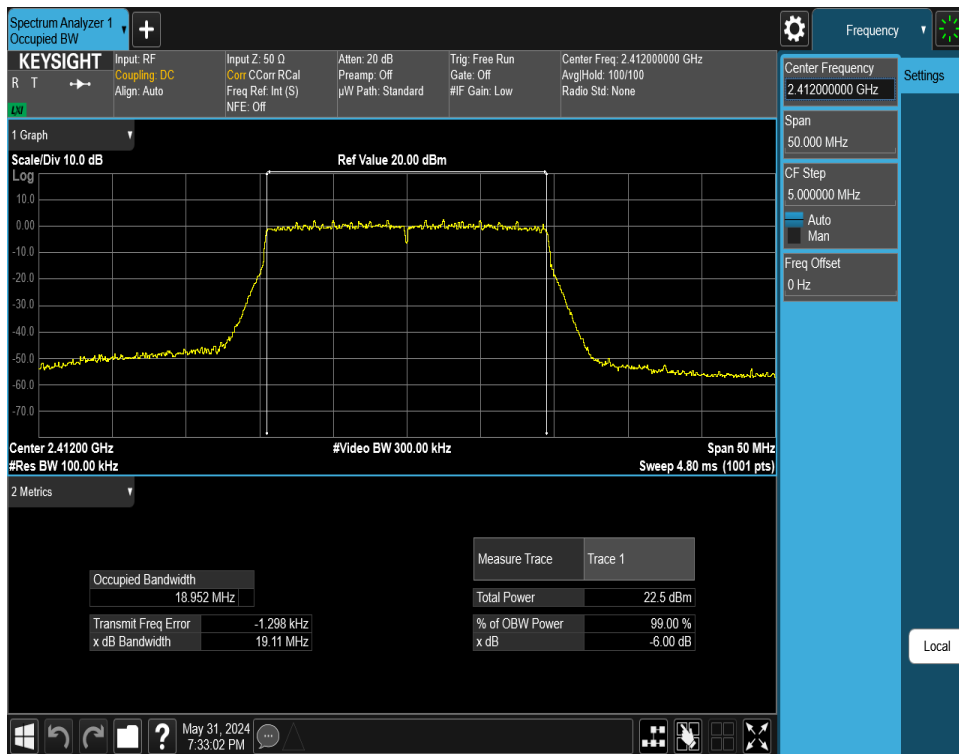 Spectrum Analyzer 1
Occupied BW
+
Frequency
KEYSIGHT
R T
LXI
Input: RF
Coupling: DC
Align: Auto
Input Z: 50 Ω
Corr CCorr RCal
Freq Ref: Int (S)
NFE: Off
Atten: 20 dB
Preamp: Off
µW Path: Standard
Trig: Free Run
Gate: Off
#IF Gain: Low
Center Freq: 2.412000000 GHz
Avg|Hold: 100/100
Radio Std: None
Center Frequency
2.412000000 GHz
Settings
Span
50.000 MHz
CF Step
5.000000 MHz
Auto
Man
Freq Offset
0 Hz
Local
1 Graph
Scale/Div 10.0 dB
Ref Value 20.00 dBm
Log
10.0
0.00
-10.0
-20.0
-30.0
-40.0
-50.0
-60.0
-70.0
Center 2.41200 GHz
#Video BW 300.00 kHz
Span 50 MHz
#Res BW 100.00 kHz
Sweep 4.80 ms (1001 pts)
2 Metrics
Occupied Bandwidth
18.952 MHz
Transmit Freq Error -1.298 kHz
x dB Bandwidth 19.11 MHz
Measure Trace Trace 1
Total Power 22.5 dBm
% of OBW Power 99.00 %
x dB -6.00 dB
?
May 31, 2024
7:33:02 PM